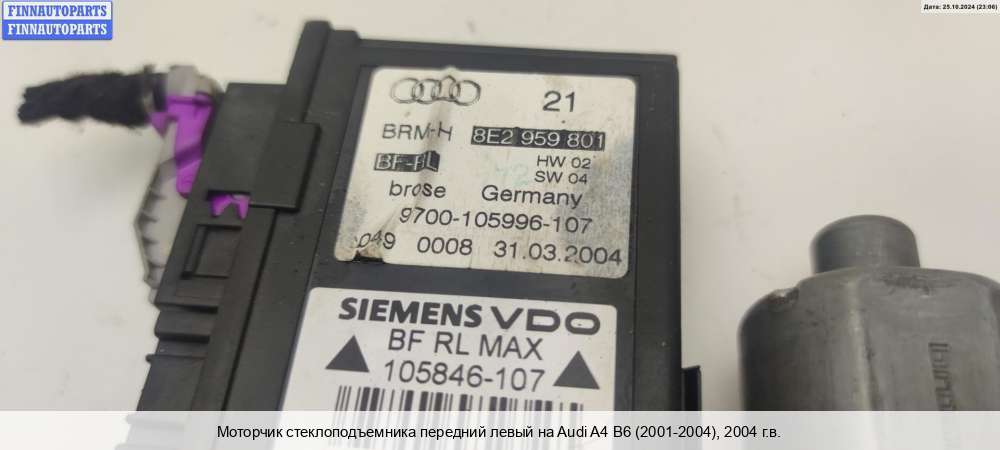 FINNAUTOPARTS
FINNAUTOPARTS
Дата: 25.10.2024 (23:06)
21
BRM-H 8E2 959 801
BF-RL HW 02
SW 04
brose Germany
9700-105996-107
049 0008 31.03.2004
SIEMENS VDO
BF RL MAX
105846-107
Моторчик стеклоподъемника передний левый на Audi A4 B6 (2001-2004), 2004 г.в.